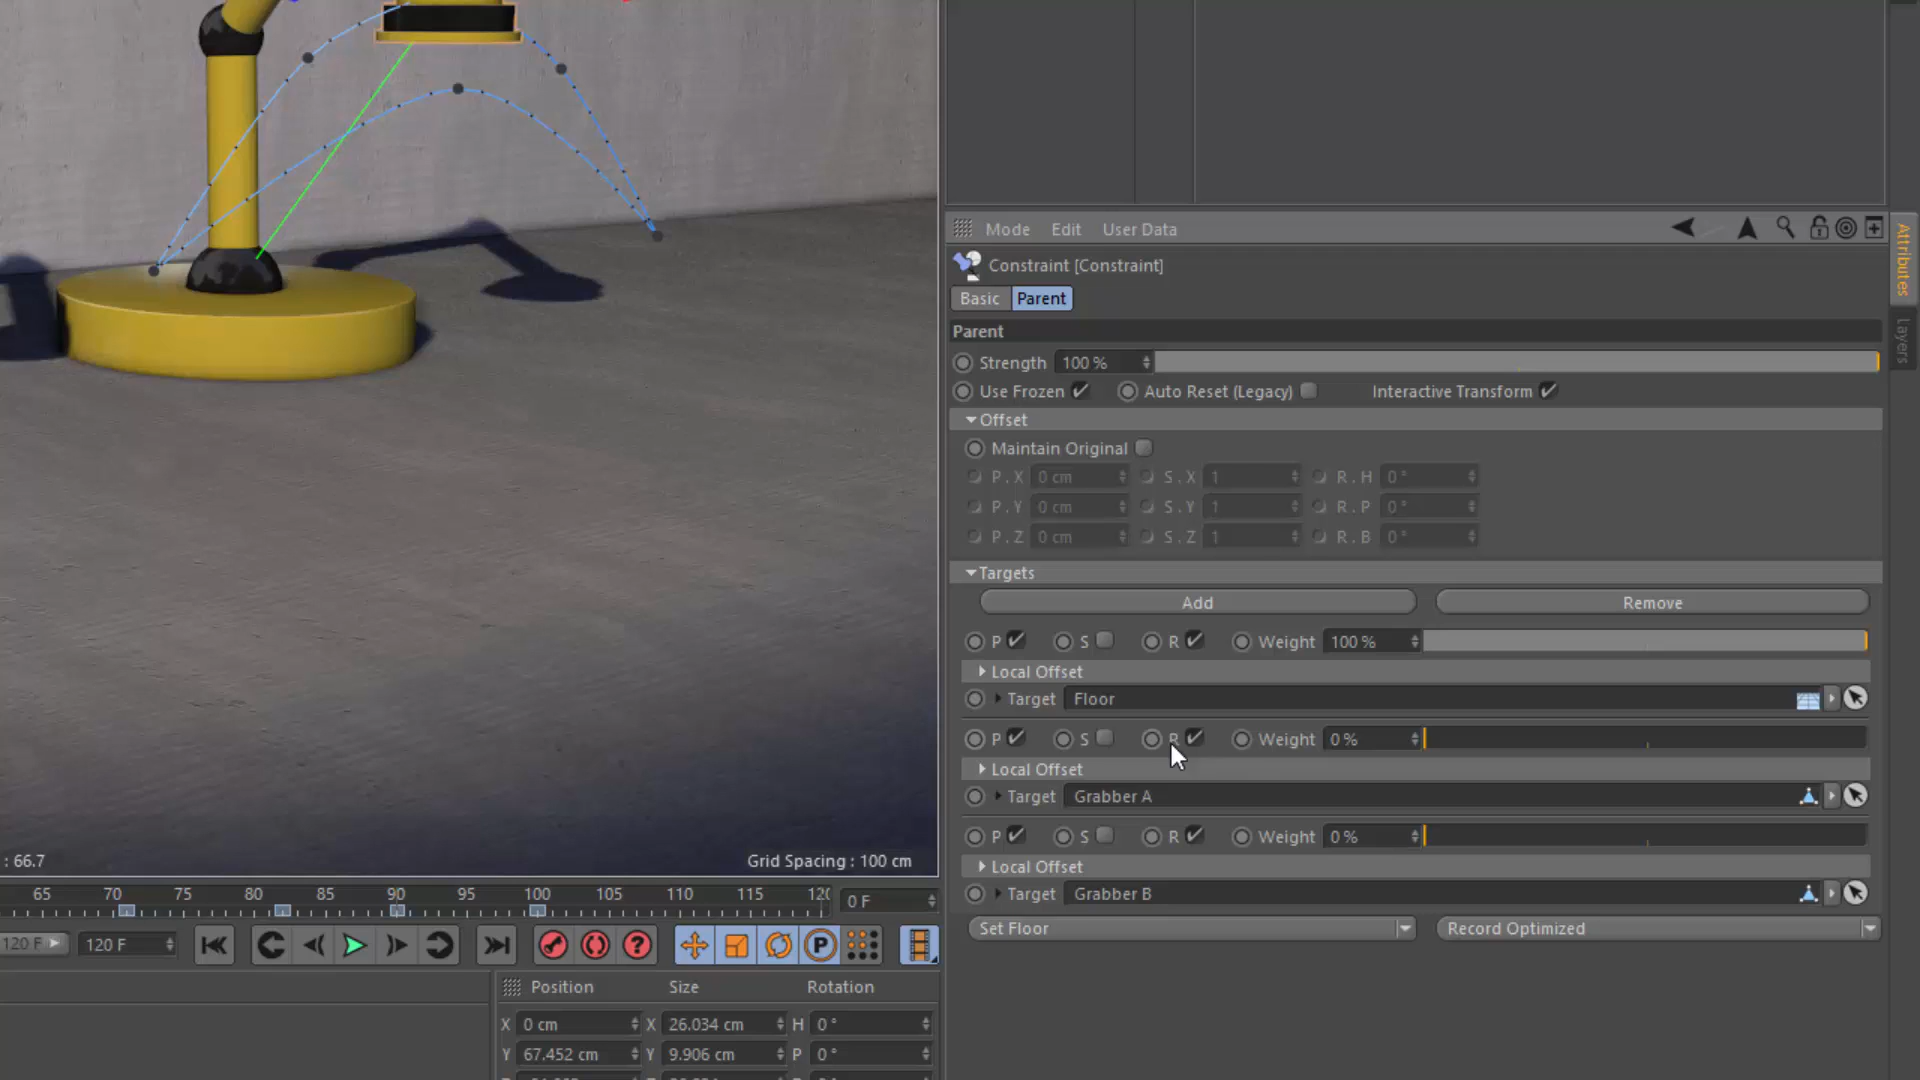 Mode Edit User Data
Attributes
Layers
Constraint [Constraint]
Basic Parent
Parent
Strength 100 %
Use Frozen Auto Reset (Legacy) Interactive Transform
Offset
Maintain Original
P . X 0 cm S . X 1 R . H 0 °
P . Y 0 cm S . Y 1 R . P 0 °
P . Z 0 cm S . Z 1 R . B 0 °
Targets
Add Remove
P S R Weight 100 %
Local Offset
Target Floor
P S R Weight 0 %
Local Offset
Target Grabber A
P S R Weight 0 %
Local Offset
Target Grabber B
Set Floor Record Optimized
: 66.7 Grid Spacing : 100 cm
65 70 75 80 85 90 95 100 105 110 115 0 F
120 F 120 F P
Position Size Rotation
X 0 cm X 26.034 cm H 0 °
Y 67.452 cm Y 9.906 cm P 0 °